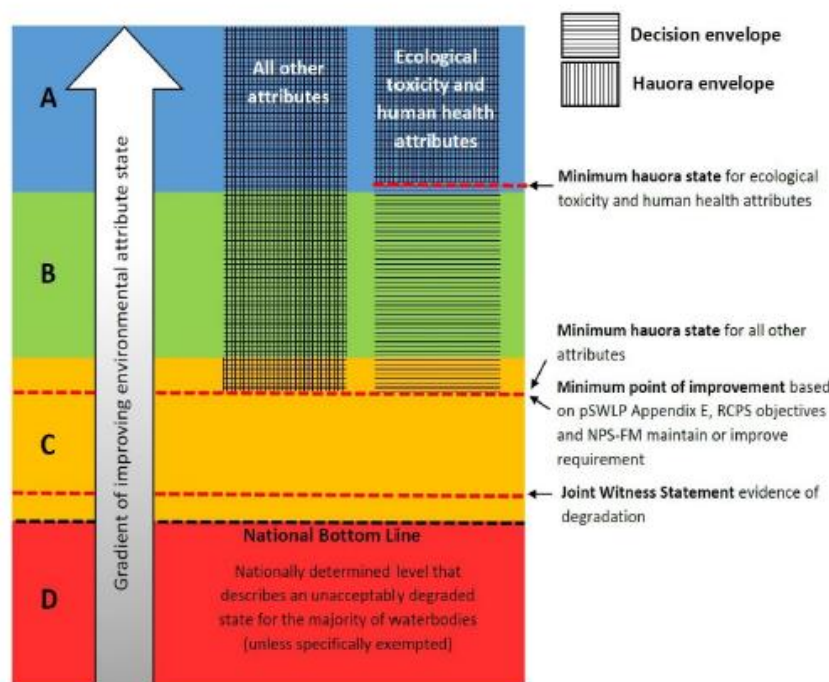 A
B
C
D
Gradient of improving environmental attribute state
All other
attributes
Ecological
toxicity and
human health
attributes
Decision envelope
Hauora envelope
Minimum hauora state for ecological
toxicity and human health attributes
Minimum hauora state for all other
attributes
Minimum point of improvement based
on pSWLP Appendix E, RCPS objectives
and NPS-FM maintain or improve
requirement
Joint Witness Statement evidence of
degradation
National Bottom Line
Nationally determined level that
describes an unacceptably degraded
state for the majority of waterbodies
(unless specifically exempted)